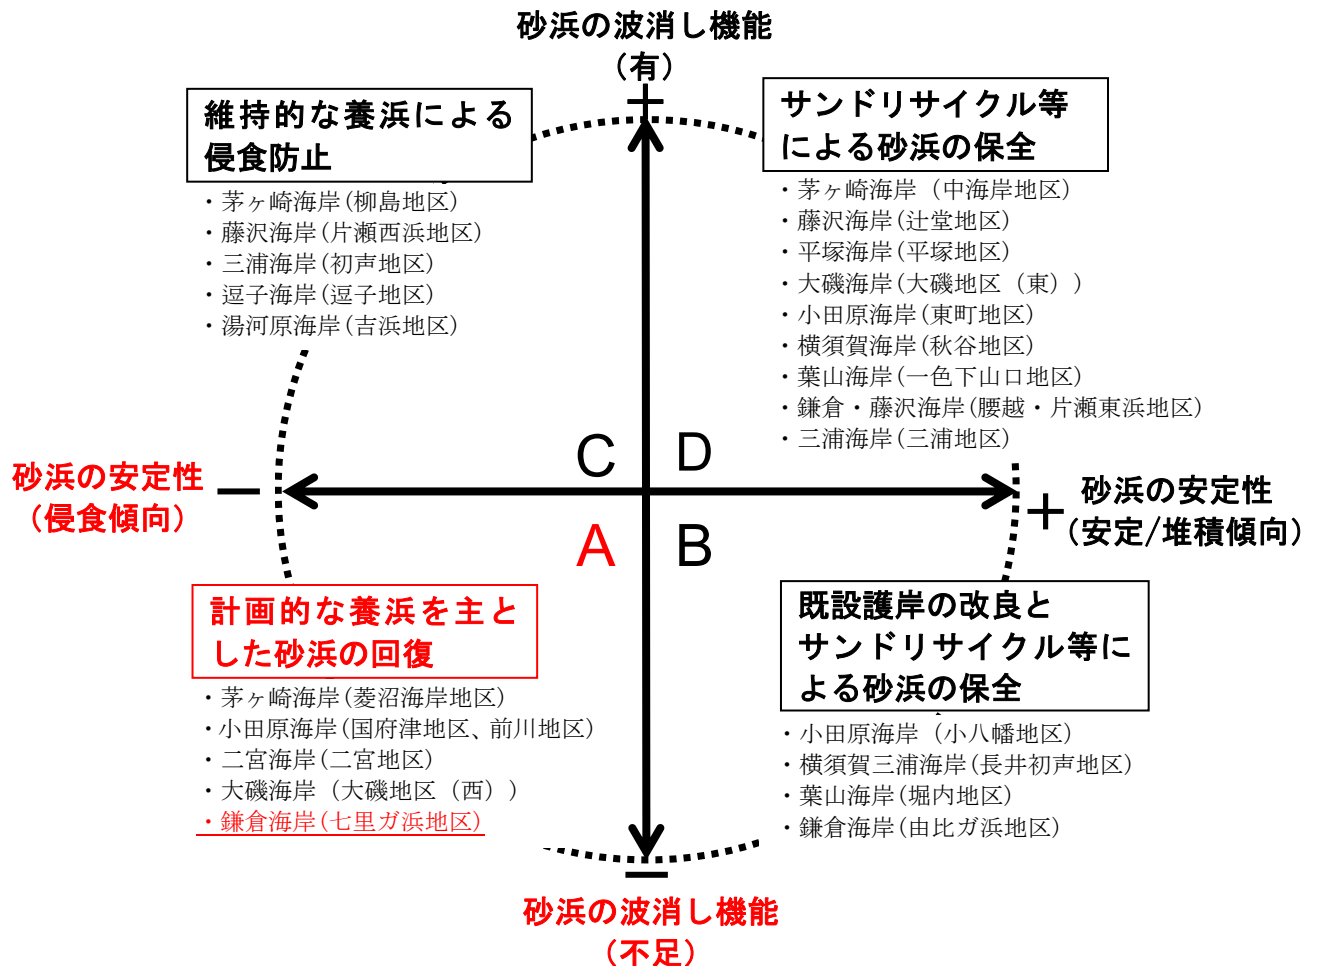 砂浜の波消し機能
（有）
＋
維持的な養浜による
侵食防止
・茅ヶ崎海岸(柳島地区)
・藤沢海岸(片瀬西浜地区)
・三浦海岸(初声地区)
・逗子海岸(逗子地区)
・湯河原海岸(吉浜地区)
サンドリサイクル等
による砂浜の保全
・茅ヶ崎海岸（中海岸地区）
・藤沢海岸(辻堂地区)
・平塚海岸(平塚地区)
・大磯海岸(大磯地区（東）)
・小田原海岸(東町地区)
・横須賀海岸(秋谷地区)
・葉山海岸(一色下山口地区)
・鎌倉・藤沢海岸(腰越・片瀬東浜地区)
・三浦海岸(三浦地区)
C D
砂浜の安定性
（侵食傾向）
－
＋
砂浜の安定性
（安定/堆積傾向）
A B
計画的な養浜を主と
した砂浜の回復
・茅ヶ崎海岸(菱沼海岸地区)
・小田原海岸(国府津地区、前川地区)
・二宮海岸(二宮地区)
・大磯海岸（大磯地区（西））
・鎌倉海岸(七里ガ浜地区)
既設護岸の改良と
サンドリサイクル等に
よる砂浜の保全
・小田原海岸（小八幡地区）
・横須賀三浦海岸(長井初声地区)
・葉山海岸(堀内地区)
・鎌倉海岸(由比ガ浜地区)
－
砂浜の波消し機能
（不足）